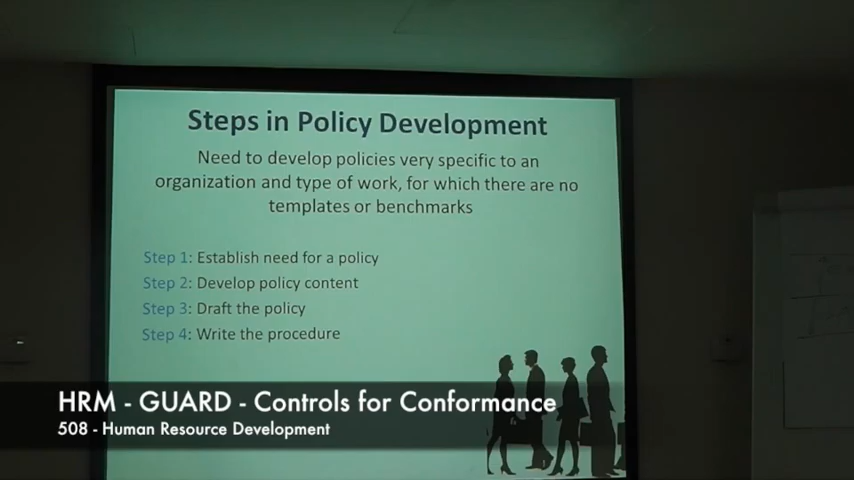 Steps in Policy Development
Need to develop policies very specific to an
organization and type of work, for which there are no
templates or benchmarks
Step 1: Establish need for a policy
Step 2: Develop policy content
Step 3: Draft the policy
Step 4: Write the procedure
HRM - GUARD - Controls for Conformance
508 - Human Resource Development